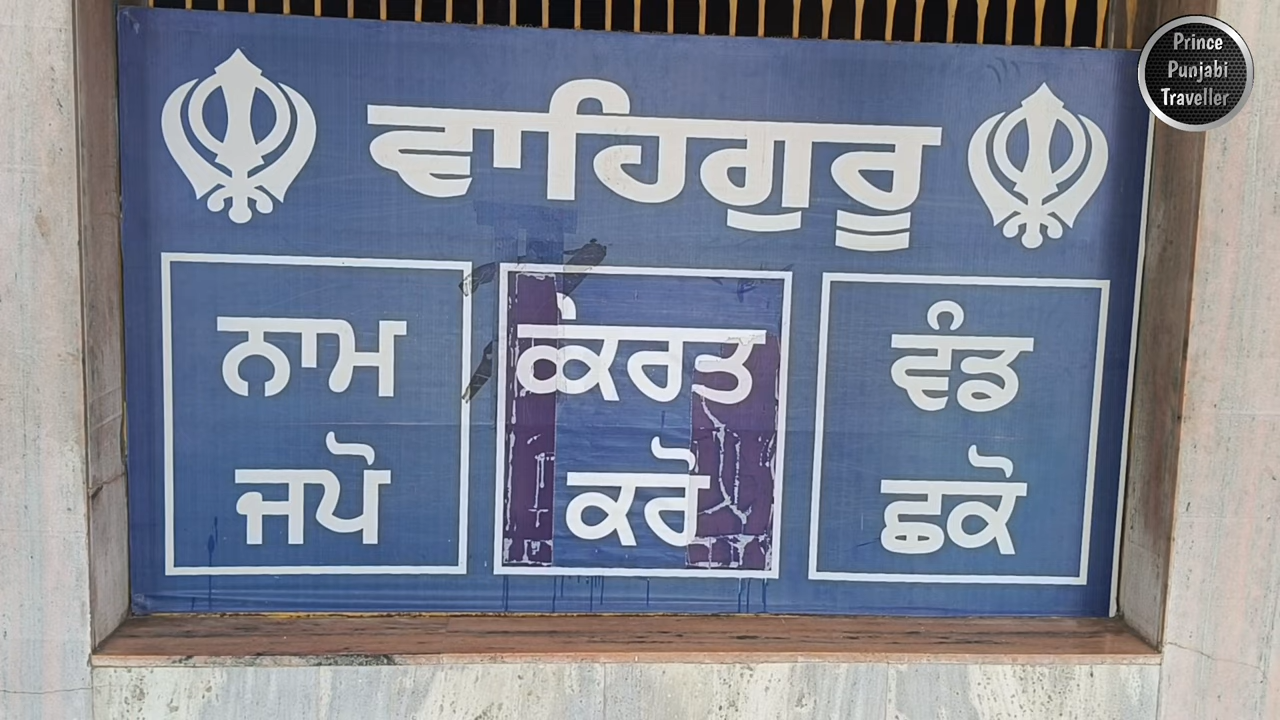 ਵਾਹਿਗੁਰੂ
ਨਾਮ
ਜਪੋ
ਕਿਰਤ
ਕਰੋ
ਵੰਡ
ਛਕੋ
Prince
Punjabi
Traveller